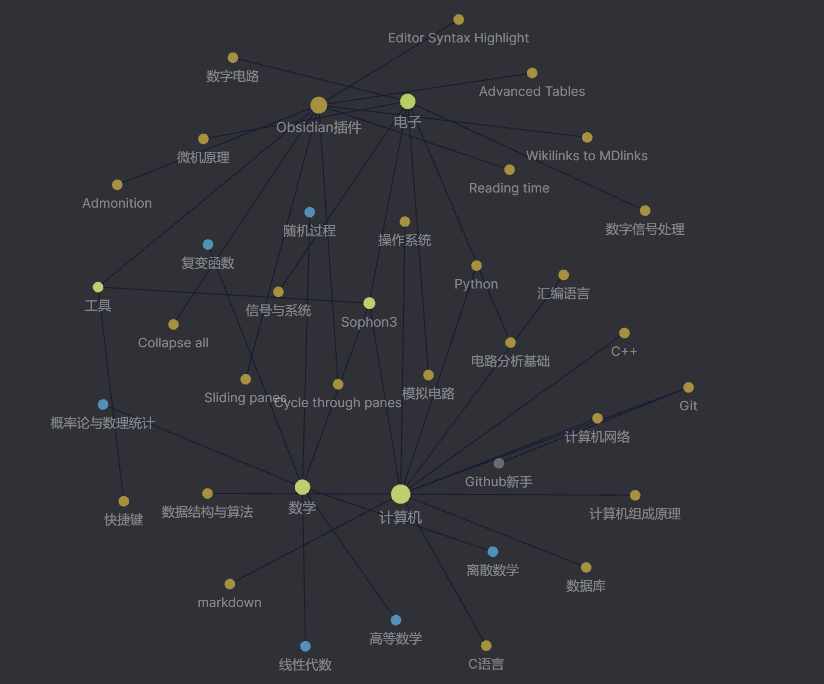 Editor Syntax Highlight
数字电路
Advanced Tables
Obsidian插件
电子
微机原理
Wikilinks to MDlinks
Reading time
Admonition
数字信号处理
随机过程
操作系统
复变函数
Python
汇编语言
工具
信号与系统
Sophon3
Collapse all
C++
电路分析基础
Sliding panes
Cycle through panes
模拟电路
Git
概率论与数理统计
计算机网络
Github新手
数学
计算机
快捷键
数据结构与算法
计算机组成原理
离散数学
数据库
markdown
高等数学
线性代数
C语言